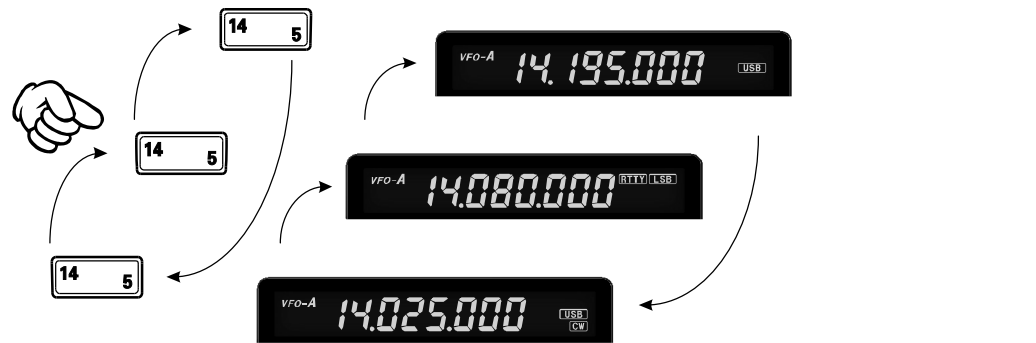 14 5
VFO-A 14.195.000 USB
14 5
VFO-A 14.080.000 RTTY LSB
14 5
VFO-A 14.025.000 USB
CW